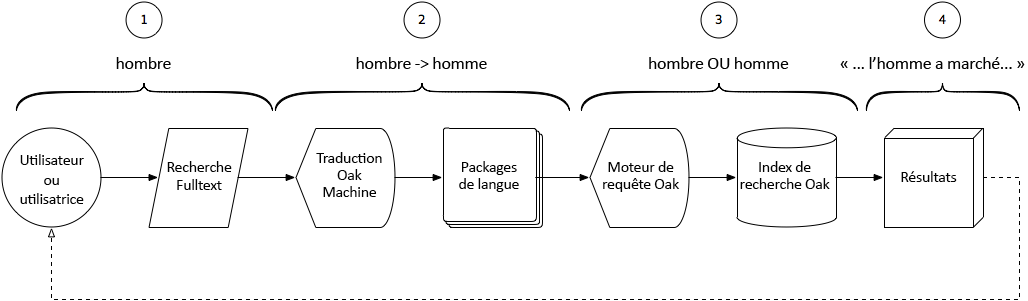 1
2
3
4
hombre
hombre -> homme
hombre OU homme
« ... l'homme a marché... »
Utilisateur
ou
utilisatrice
Recherche
Fulltext
Traduction
Oak
Machine
Packages
de langue
Moteur de
requête Oak
Index de
recherche Oak
Résultats